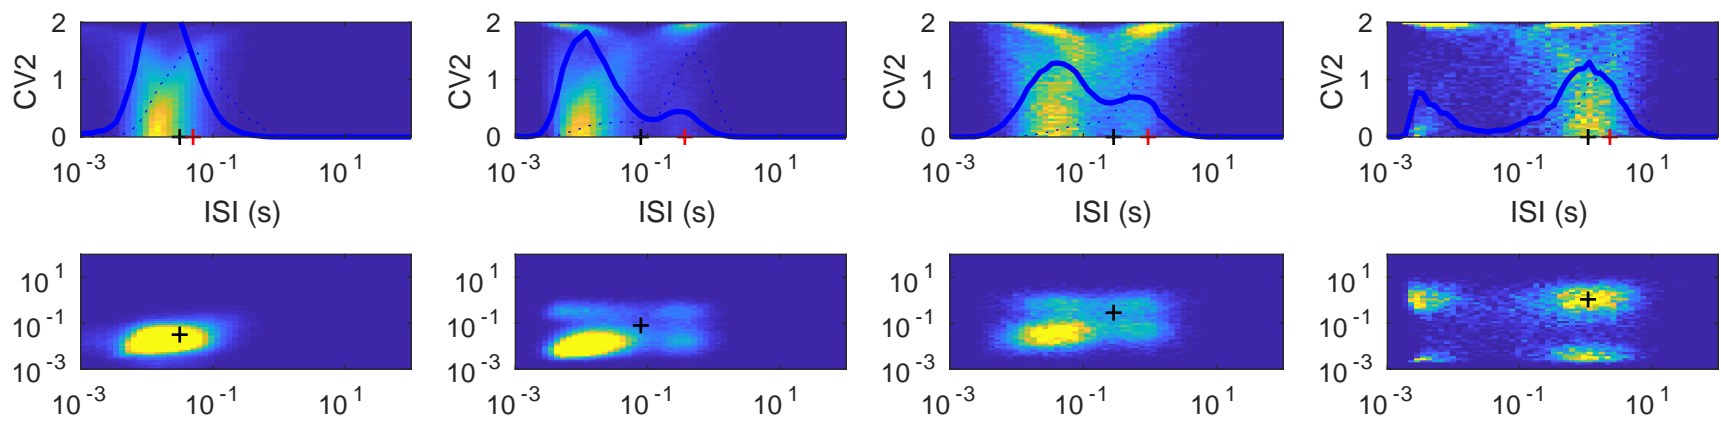 2 2 2 2
CV2 1 CV2 1 CV2 1 CV2 1
0 0 0 0
10^-3 10^-1 10^1 10^-3 10^-1 10^1 10^-3 10^-1 10^1 10^-3 10^-1 10^1
ISI (s) ISI (s) ISI (s) ISI (s)
10^1 10^1 10^1 10^1
10^-1 10^-1 10^-1 10^-1
10^-3 10^-3 10^-3 10^-3
10^-3 10^-1 10^1 10^-3 10^-1 10^1 10^-3 10^-1 10^1 10^-3 10^-1 10^1